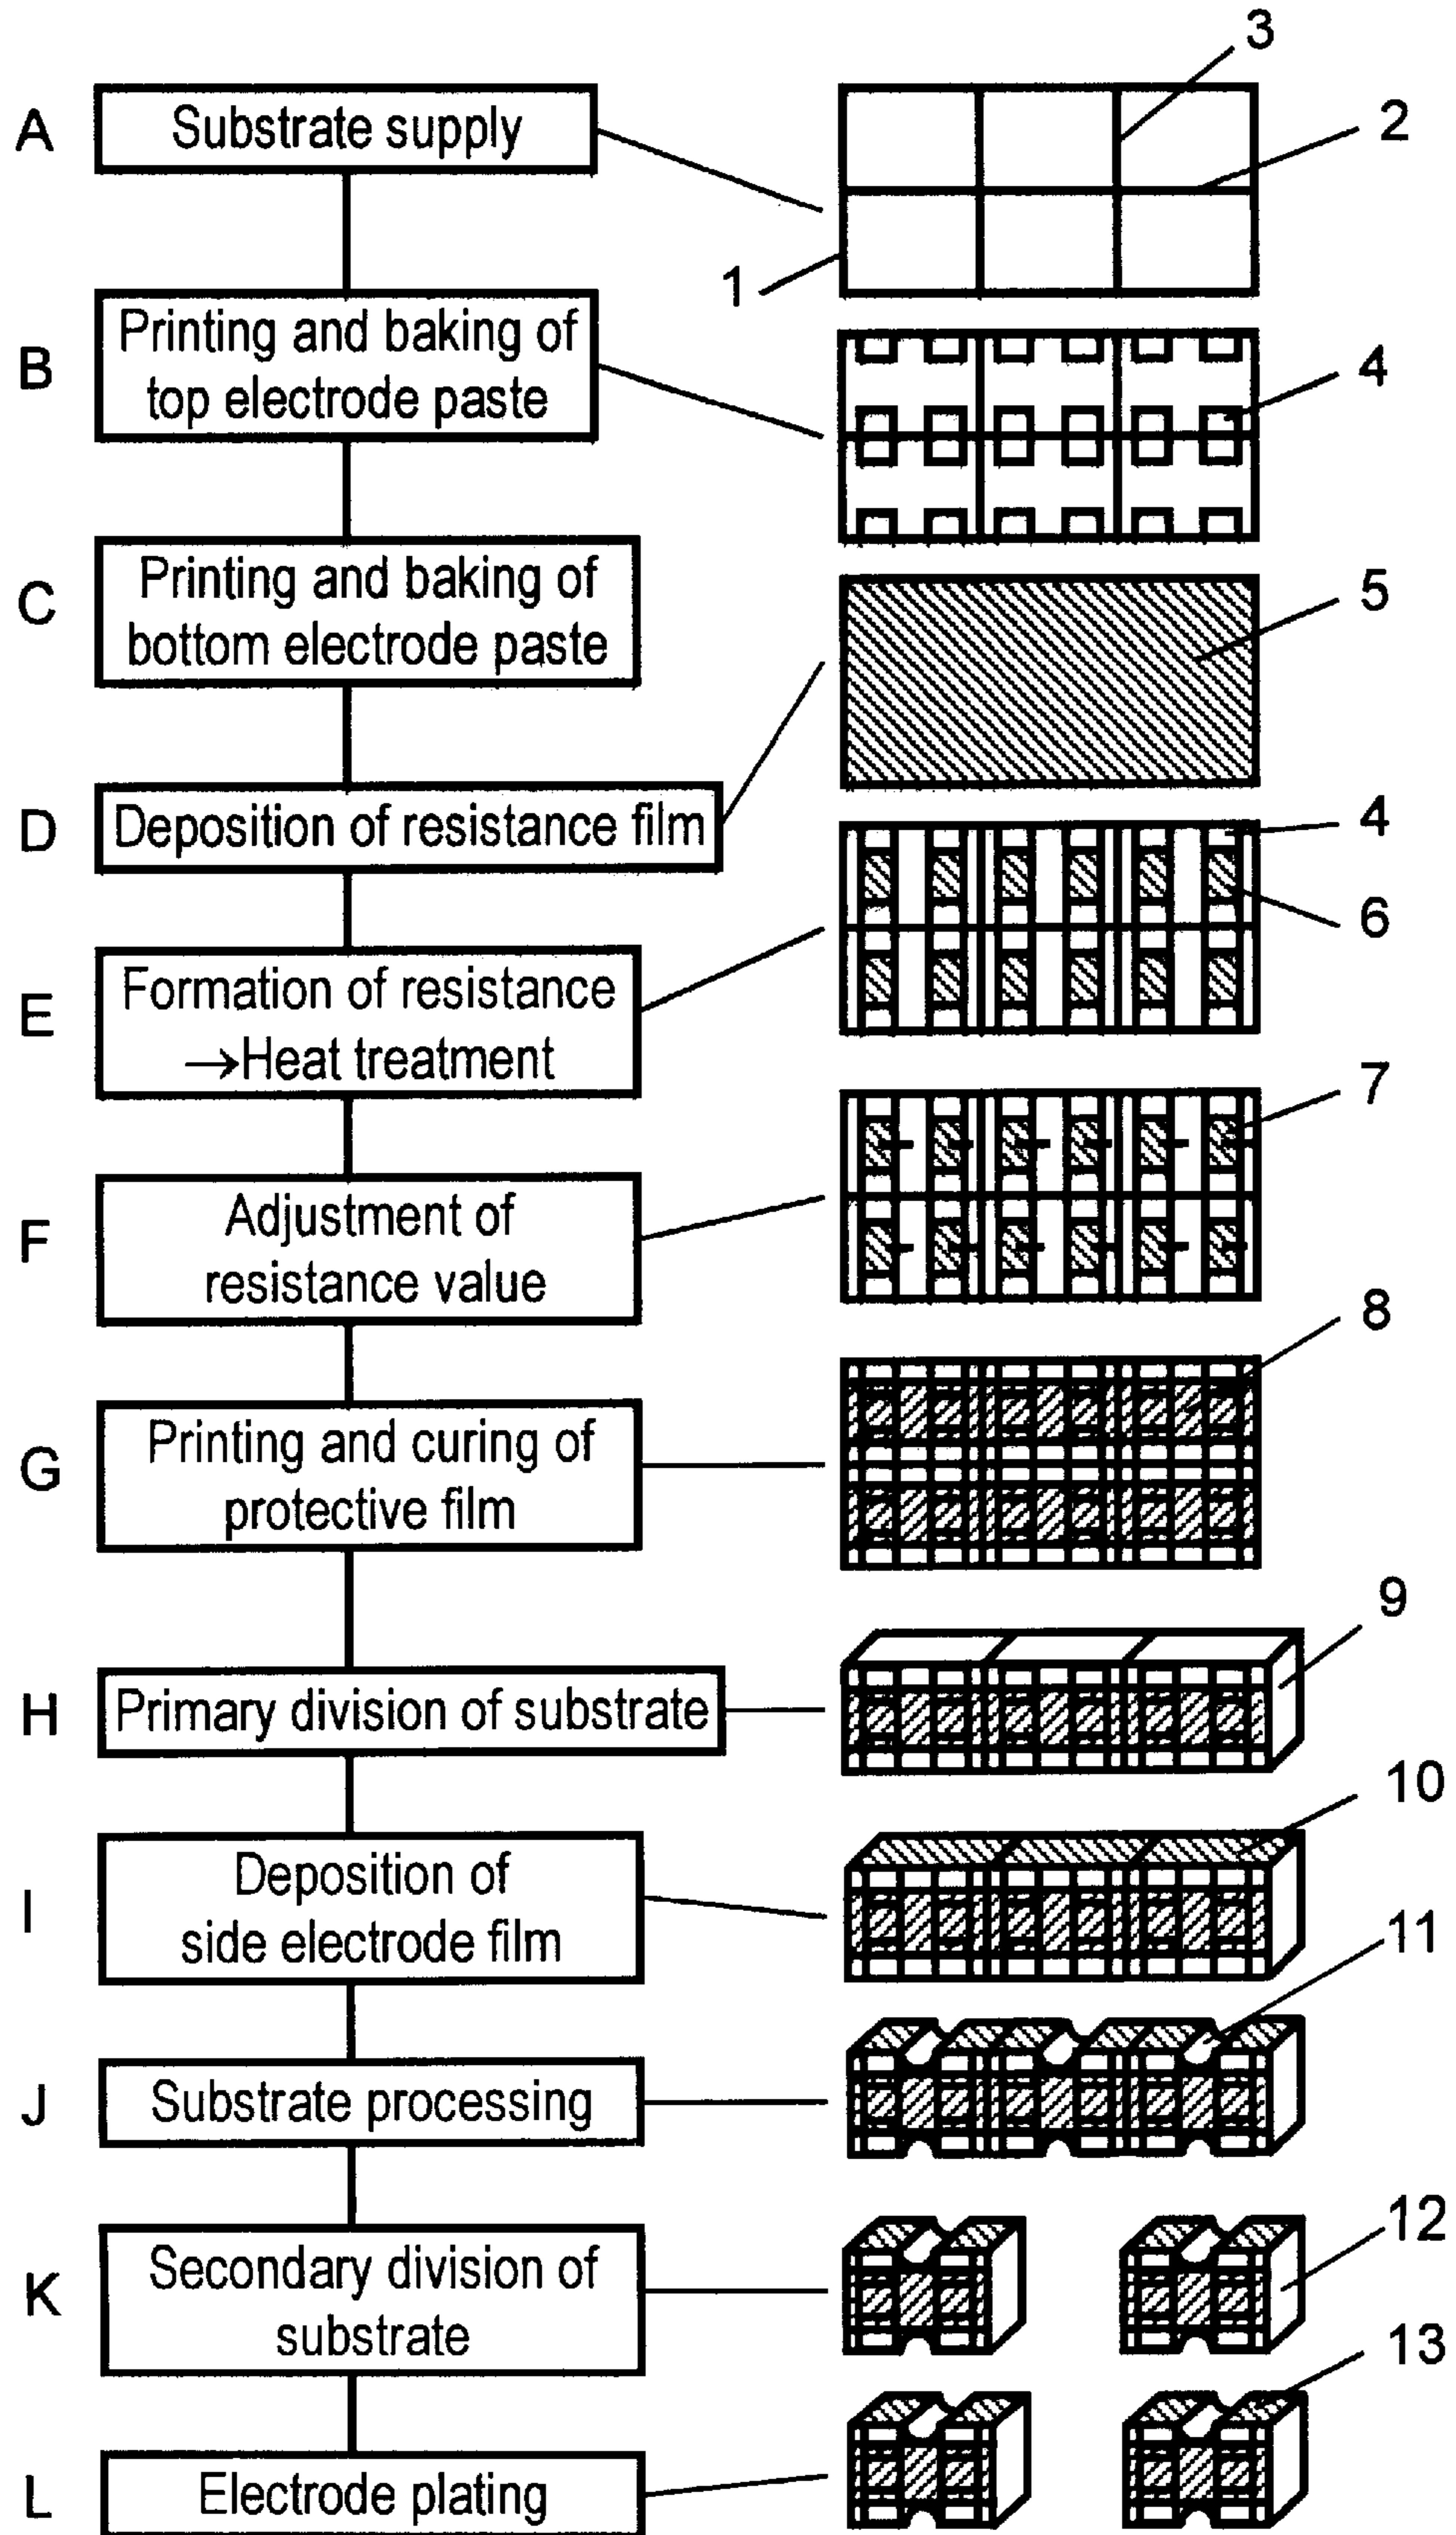 3
A
Substrate supply
2
1
B
Printing and baking of
top electrode paste
4
C
Printing and baking of
bottom electrode paste
5
D
Deposition of resistance film
4
6
E
Formation of resistance
→Heat treatment
7
F
Adjustment of
resistance value
8
G
Printing and curing of
protective film
9
H
Primary division of substrate
10
I
Deposition of
side electrode film
11
J
Substrate processing
12
K
Secondary division of
substrate
13
L
Electrode plating